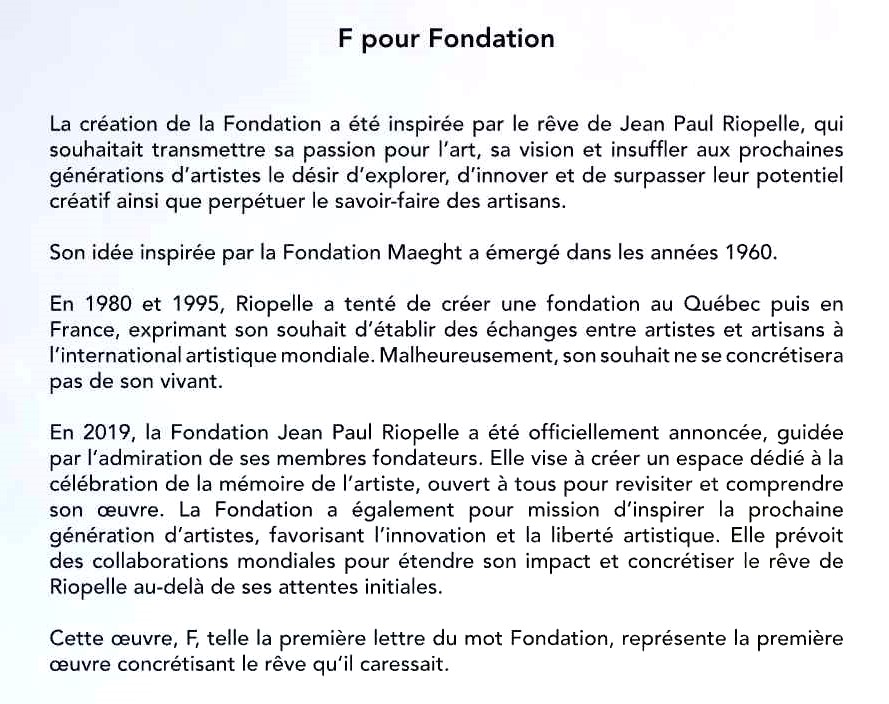 F pour Fondation
La création de la Fondation a été inspirée par le rêve de Jean Paul Riopelle, qui
souhaitait transmettre sa passion pour l'art, sa vision et insuffler aux prochaines
générations d'artistes le désir d'explorer, d'innover et de surpasser leur potentiel
créatif ainsi que perpétuer le savoir-faire des artisans.
Son idée inspirée par la Fondation Maeght a émergé dans les années 1960.
En 1980 et 1995, Riopelle a tenté de créer une fondation au Québec puis en
France, exprimant son souhait d'établir des échanges entre artistes et artisans à
l'international artistique mondiale. Malheureusement, son souhait ne se concrétisera
pas de son vivant.
En 2019, la Fondation Jean Paul Riopelle a été officiellement annoncée, guidée
par l'admiration de ses membres fondateurs. Elle vise à créer un espace dédié à la
célébration de la mémoire de l'artiste, ouvert à tous pour revisiter et comprendre
son œuvre. La Fondation a également pour mission d'inspirer la prochaine
génération d'artistes, favorisant l'innovation et la liberté artistique. Elle prévoit
des collaborations mondiales pour étendre son impact et concrétiser le rêve de
Riopelle au-delà de ses attentes initiales.
Cette œuvre, F, telle la première lettre du mot Fondation, représente la première
œuvre concrétisant le rêve qu'il caressait.